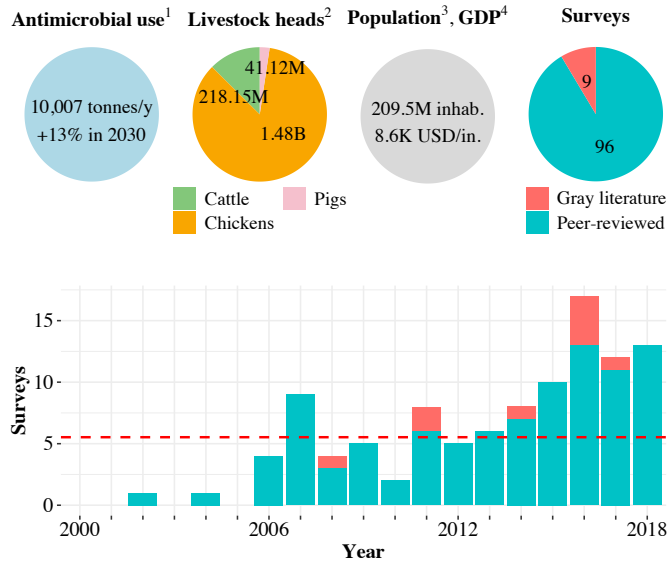 Antimicrobial use1 Livestock heads2 Population3, GDP4 Surveys
10,007 tonnes/y
+13% in 2030
41.12M
218.15M
1.48B
209.5M inhab.
8.6K USD/in.
9
96
Cattle Pigs
Chickens
Gray literature
Peer-reviewed
15
10
5
0
Surveys
2000 2006 2012 2018
Year